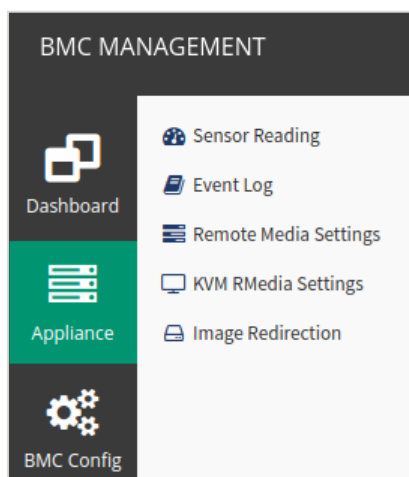 BMC MANAGEMENT
Dashboard
Appliance
BMC Config
Sensor Reading
Event Log
Remote Media Settings
KVM RMedia Settings
Image Redirection